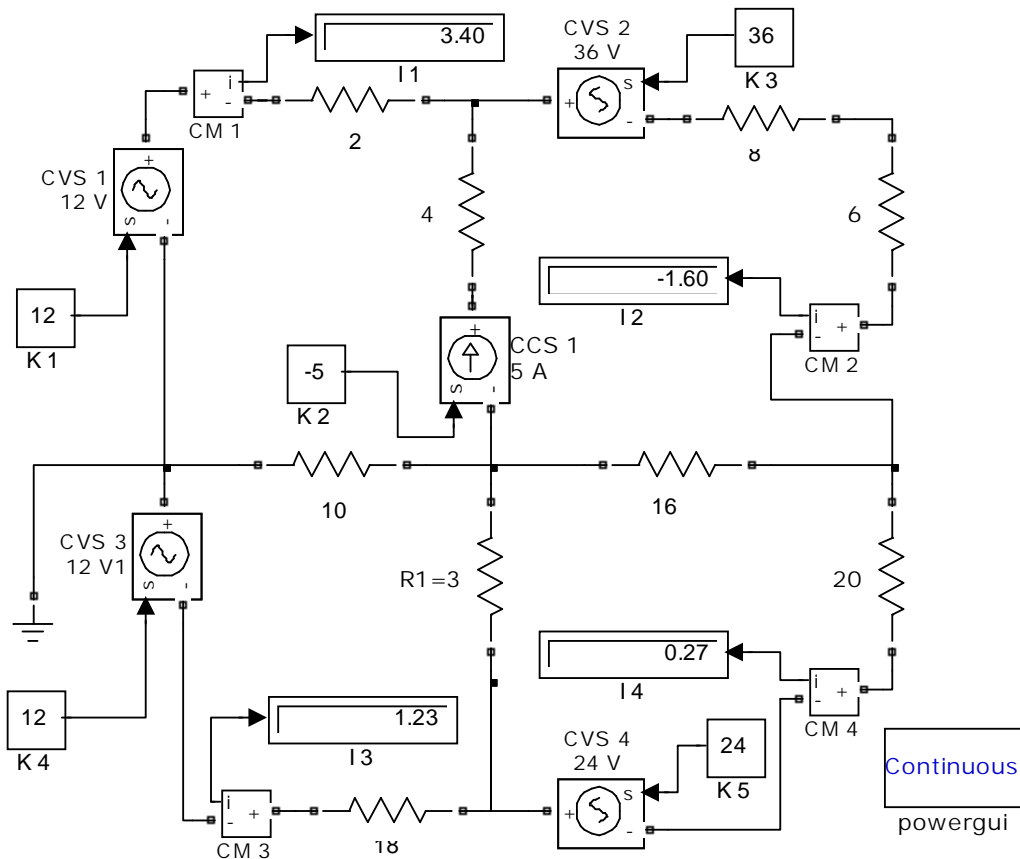 3.40
I1
CVS 2
36 V
36
K3
i
+
-
CM 1
2
+
s
-
8
CVS 1
12 V
+
s
-
4
6
12
K1
-1.60
I2
i
-
+
CM 2
-5
K2
+
s
-
CCS 1
5 A
10
16
CVS 3
12 V1
+
s
-
R1=3
20
12
K4
0.27
I4
i
-
+
CM 4
1.23
I3
CVS 4
24 V
24
K5
i
-
+
CM 3
18
+
s
-
Continuous
powergui